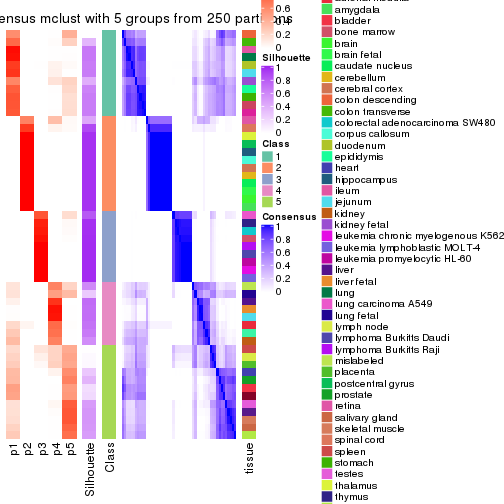 ensus mclust with 5 groups from 250 part
0.6
0
Silhouette
1
0.8
0.6
0.4
0.2
0
Class
1
2
3
4
5
Consensus
1
0.8
0.6
0.4
0.2
0
p1
p2
p3
p4
p5
Silhouette
Class
tissue
amygdala
bladder
bone marrow
brain
brain fetal
caudate nucleus
cerebellum
cerebral cortex
colon descending
colon transverse
colorectal adenocarcinoma SW480
corpus callosum
duodenum
epididymis
heart
hippocampus
ileum
jejunum
kidney
kidney fetal
leukemia chronic myelogenous K562
leukemia lymphoblastic MOLT-4
leukemia promyelocytic HL-60
liver
liver fetal
lung
lung carcinoma A549
lung fetal
lymph node
lymphoma Burkitts Daudi
lymphoma Burkitts Raji
mislabeled
placenta
postcentral gyrus
prostate
retina
salivary gland
skeletal muscle
spinal cord
spleen
stomach
testes
thalamus
thymus